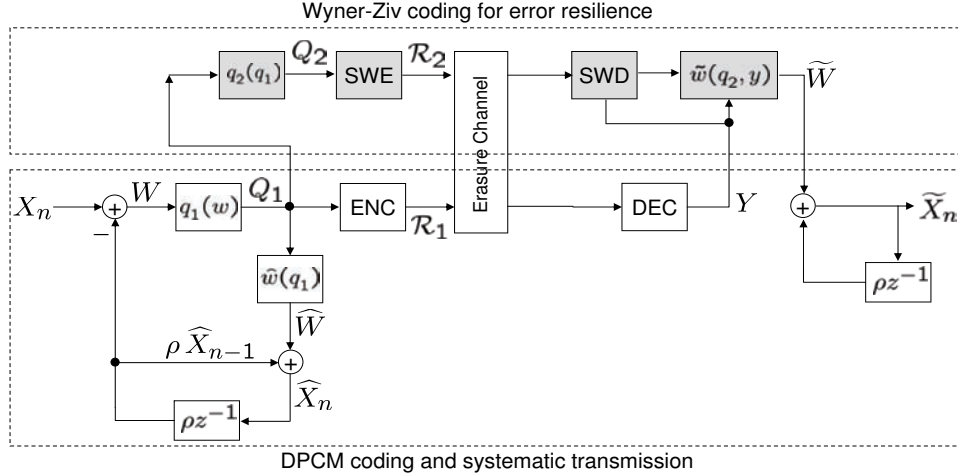 Wyner-Ziv coding for error resilience
q₂(q₁)
Q₂
SWE
R₂
Erasure Channel
SWD
w̃(q₂, y)
W̃
Xₙ
+
−
W
q₁(w)
Q₁
ENC
R₁
DEC
Y
+
X̃ₙ
ρz⁻¹
ŵ(q₁)
Ŵ
ρ X̂ₙ₋₁
+
X̂ₙ
ρz⁻¹
DPCM coding and systematic transmission